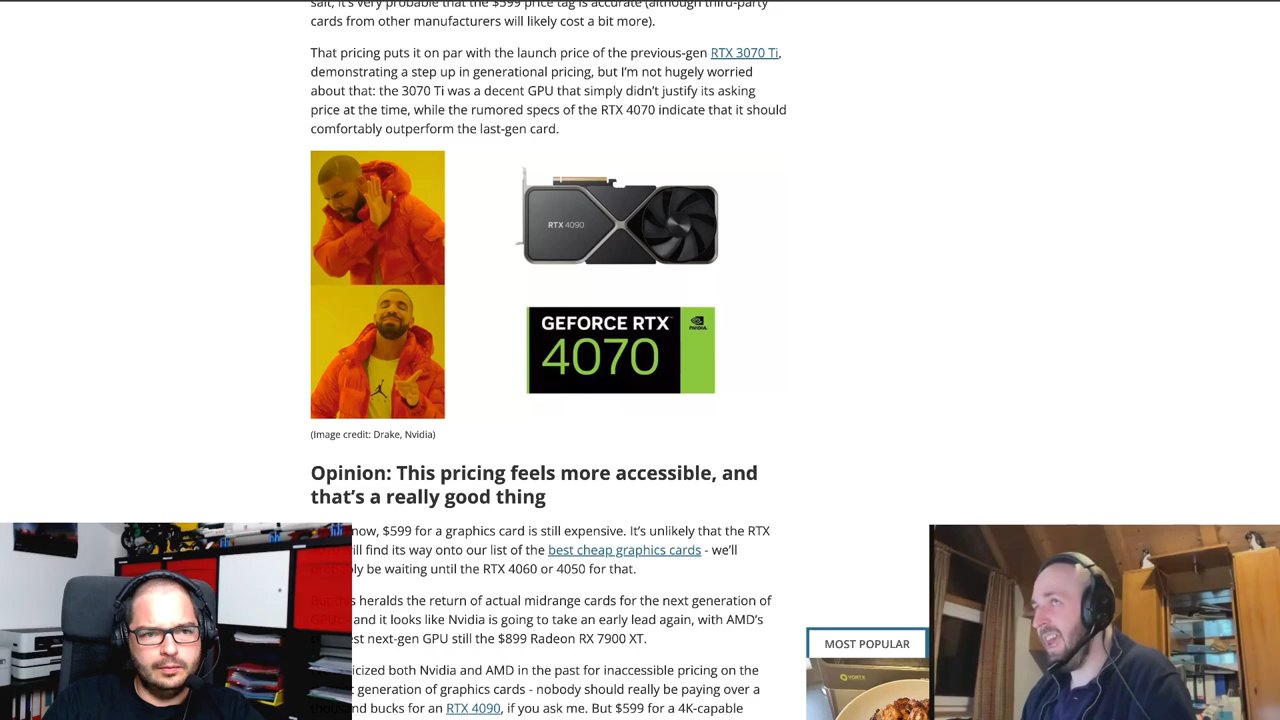 salt, it's very probable that the $599 price tag is accurate (although third-party
cards from other manufacturers will likely cost a bit more).
That pricing puts it on par with the launch price of the previous-gen RTX 3070 Ti,
demonstrating a step up in generational pricing, but I'm not hugely worried
about that: the 3070 Ti was a decent GPU that simply didn't justify its asking
price at the time, while the rumored specs of the RTX 4070 indicate that it should
comfortably outperform the last-gen card.
RTX 4090
GEFORCE RTX™
4070
NVIDIA.
(Image credit: Drake, Nvidia)
Opinion: This pricing feels more accessible, and
that's a really good thing
now, $599 for a graphics card is still expensive. It's unlikely that the RTX
will find its way onto our list of the best cheap graphics cards - we'll
probably be waiting until the RTX 4060 or 4050 for that.
But this heralds the return of actual midrange cards for the next generation of
GPUs - and it looks like Nvidia is going to take an early lead again, with AMD's
next-gen GPU still the $899 Radeon RX 7900 XT.
both Nvidia and AMD in the past for inaccessible pricing on the
generation of graphics cards - nobody should really be paying over a
thousand bucks for an RTX 4090, if you ask me. But $599 for a 4K-capable
MOST POPULAR